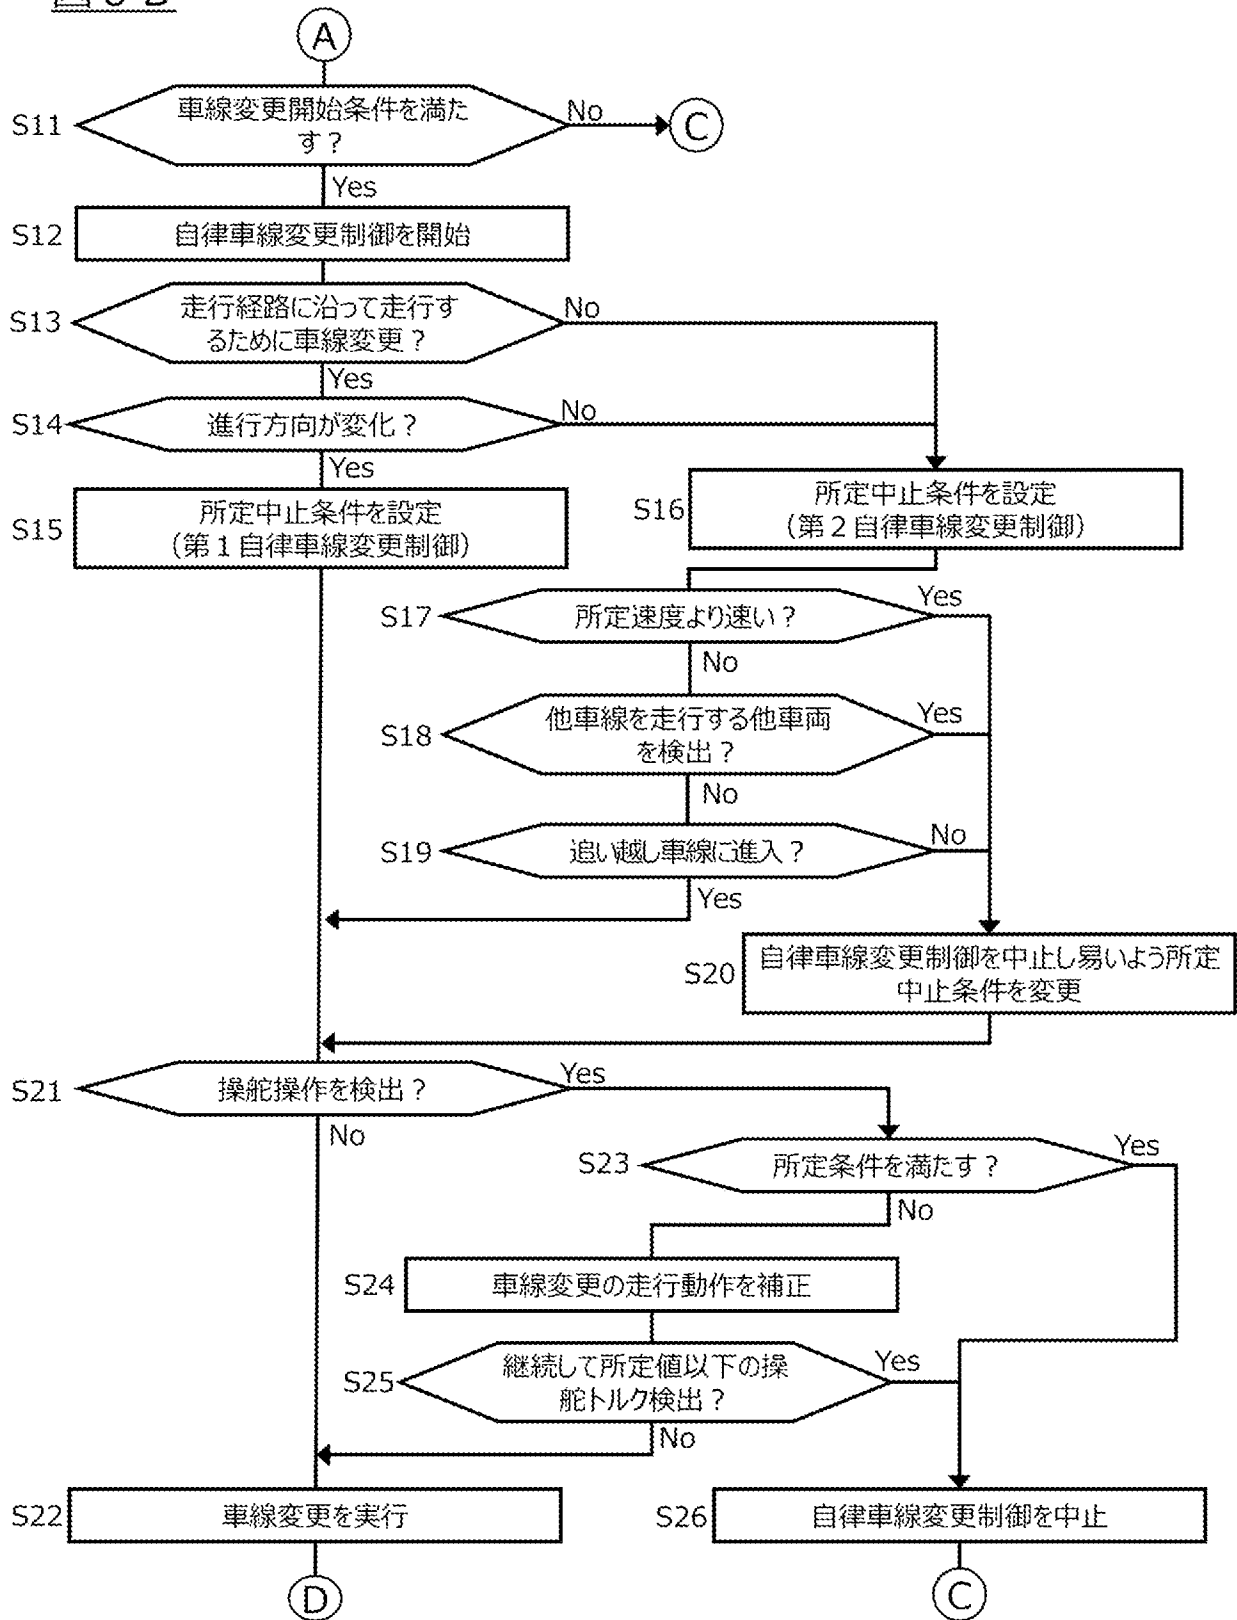 A
S11
車線変更開始条件を満た
す？
No
C
Yes
S12
自律車線変更制御を開始
S13
走行経路に沿って走行す
るために車線変更？
No
Yes
S14
進行方向が変化？
No
Yes
S15
所定中止条件を設定
（第１自律車線変更制御）
S16
所定中止条件を設定
（第２自律車線変更制御）
S17
所定速度より速い？
Yes
No
S18
他車線を走行する他車両
を検出？
Yes
No
S19
追い越し車線に進入？
No
Yes
S20
自律車線変更制御を中止し易いよう所定
中止条件を変更
S21
操舵操作を検出？
Yes
No
S23
所定条件を満たす？
Yes
No
S24
車線変更の走行動作を補正
S25
継続して所定値以下の操
舵トルク検出？
Yes
No
S22
車線変更を実行
S26
自律車線変更制御を中止
D
C